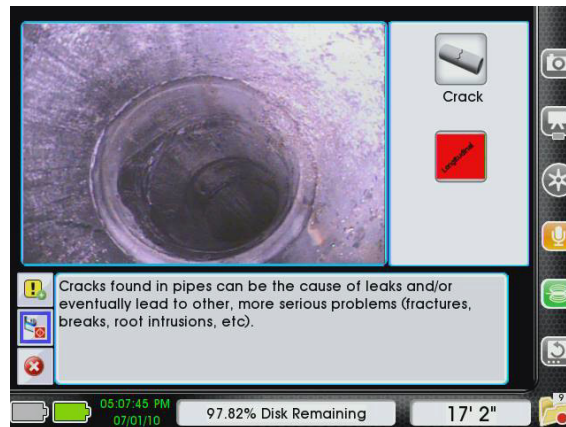 Crack
Longitudinal
Cracks found in pipes can be the cause of leaks and/or
eventually lead to other, more serious problems (fractures,
breaks, root intrusions, etc).
05:07:45 PM
07/01/10
97.82% Disk Remaining
17' 2"
9